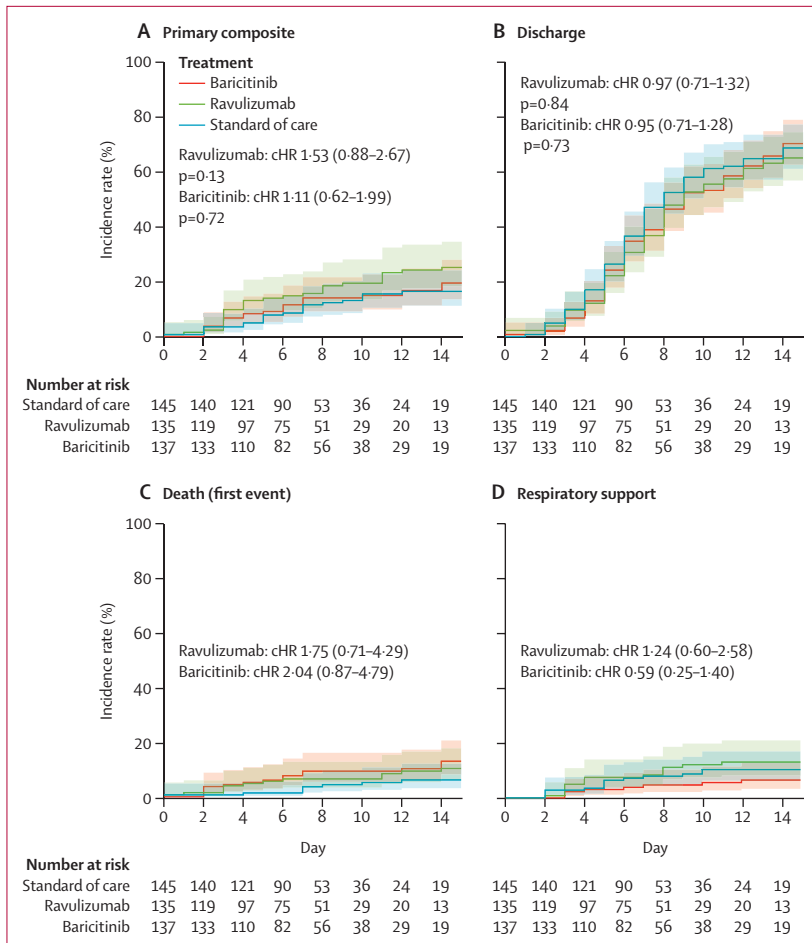 A Primary composite
Treatment
Baricitinib
Ravulizumab
Standard of care
Ravulizumab: cHR 1·53 (0·88–2·67)
p=0·13
Baricitinib: cHR 1·11 (0·62–1·99)
p=0·72
100
80
60
40
20
0
Incidence rate (%)
0 2 4 6 8 10 12 14
B Discharge
Ravulizumab: cHR 0·97 (0·71–1·32)
p=0·84
Baricitinib: cHR 0·95 (0·71–1·28)
p=0·73
0 2 4 6 8 10 12 14
Number at risk
Standard of care 145 140 121 90 53 36 24 19 145 140 121 90 53 36 24 19
Ravulizumab 135 119 97 75 51 29 20 13 135 119 97 75 51 29 20 13
Baricitinib 137 133 110 82 56 38 29 19 137 133 110 82 56 38 29 19
C Death (first event)
Ravulizumab: cHR 1·75 (0·71–4·29)
Baricitinib: cHR 2·04 (0·87–4·79)
100
80
60
40
20
0
Incidence rate (%)
0 2 4 6 8 10 12 14
Day
D Respiratory support
Ravulizumab: cHR 1·24 (0·60–2·58)
Baricitinib: cHR 0·59 (0·25–1·40)
0 2 4 6 8 10 12 14
Day
Number at risk
Standard of care 145 140 121 90 53 36 24 19 145 140 121 90 53 36 24 19
Ravulizumab 135 119 97 75 51 29 20 13 135 119 97 75 51 29 20 13
Baricitinib 137 133 110 82 56 38 29 19 137 133 110 82 56 38 29 19